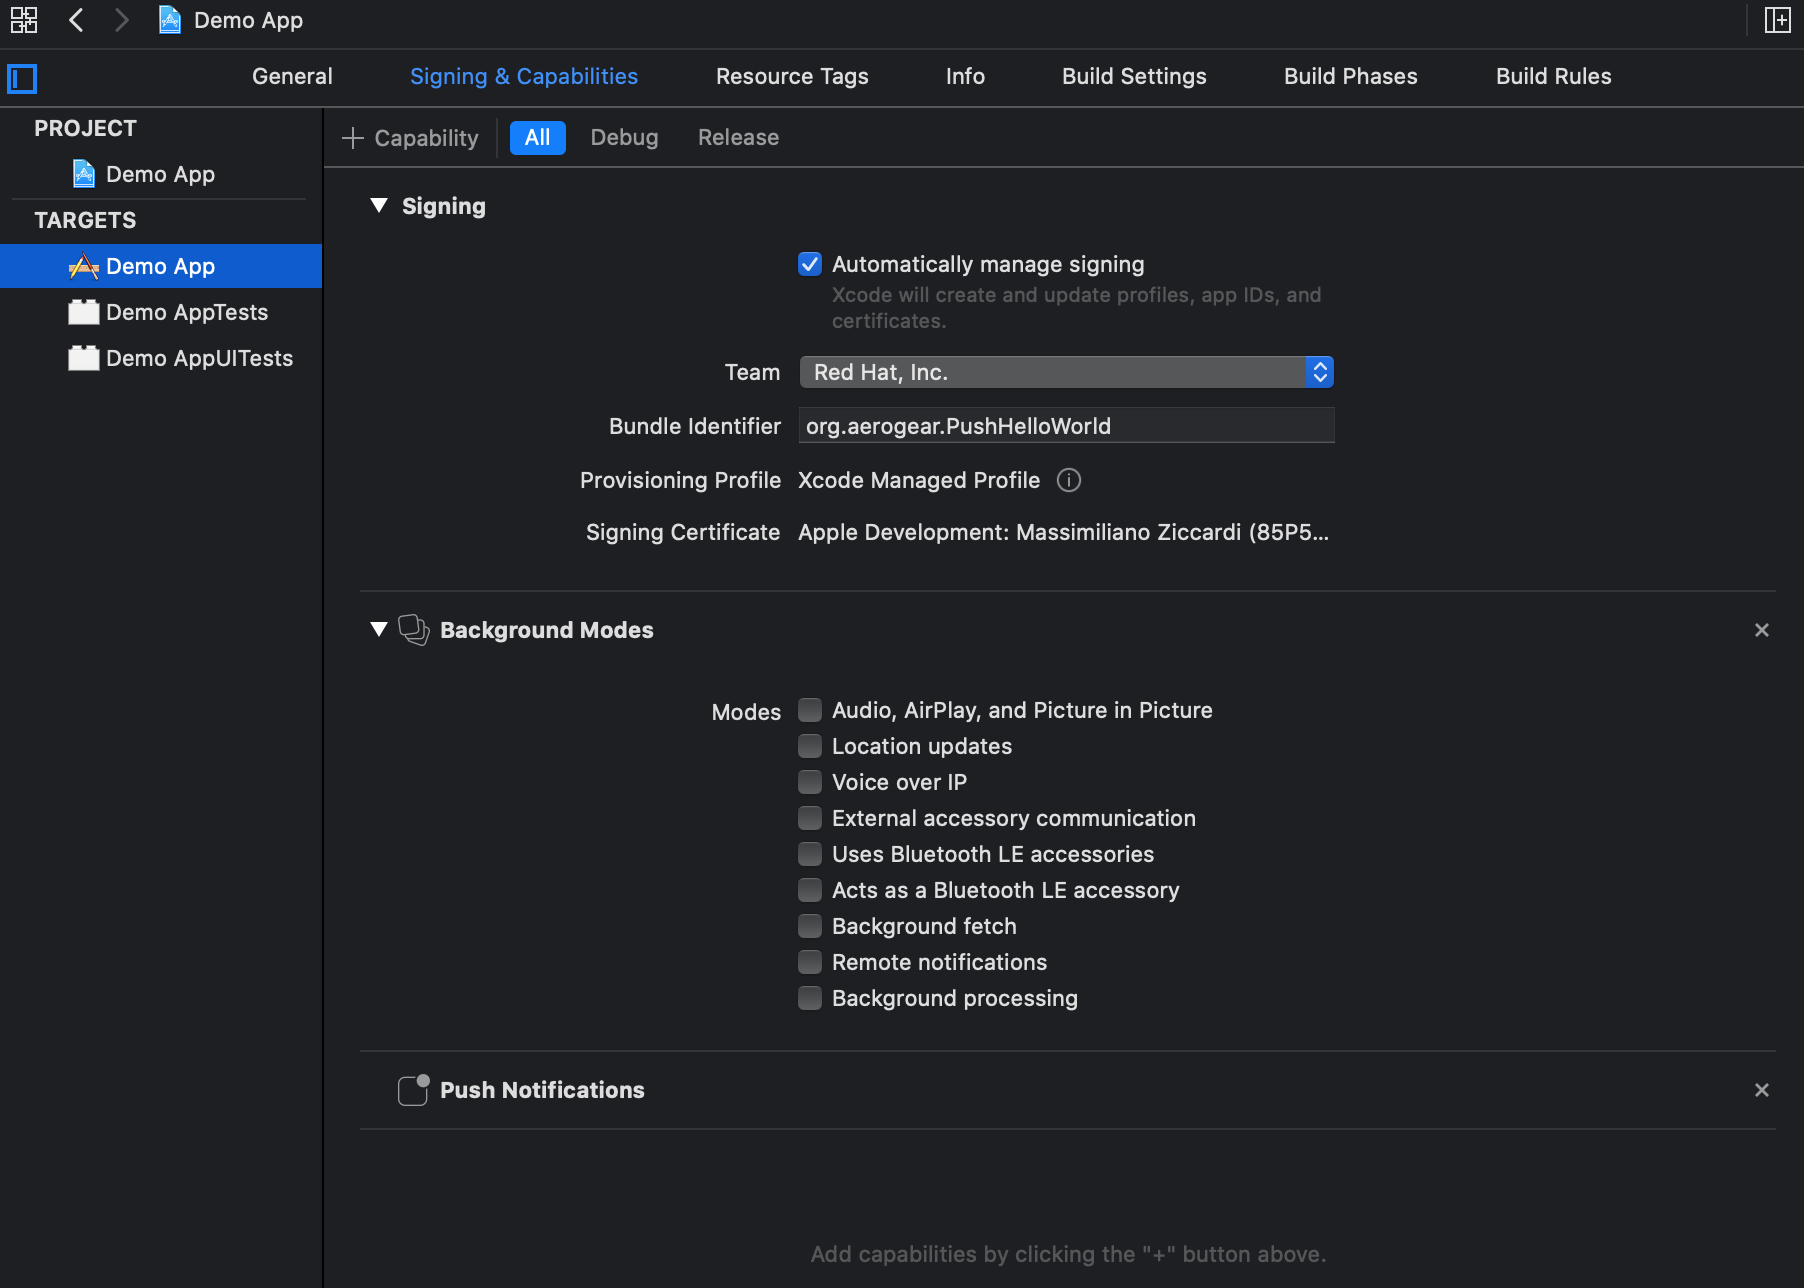 Demo App
General
Signing & Capabilities
Resource Tags
Info
Build Settings
Build Phases
Build Rules
PROJECT
Demo App
TARGETS
Demo App
Demo AppTests
Demo AppUITests
+ Capability
All
Debug
Release
Signing
Automatically manage signing
Xcode will create and update profiles, app IDs, and
certificates.
Team
Red Hat, Inc.
Bundle Identifier
org.aerogear.PushHelloWorld
Provisioning Profile
Xcode Managed Profile
Signing Certificate
Apple Development: Massimiliano Ziccardi (85P5...
Background Modes
Modes
Audio, AirPlay, and Picture in Picture
Location updates
Voice over IP
External accessory communication
Uses Bluetooth LE accessories
Acts as a Bluetooth LE accessory
Background fetch
Remote notifications
Background processing
Push Notifications
Add capabilities by clicking the "+" button above.